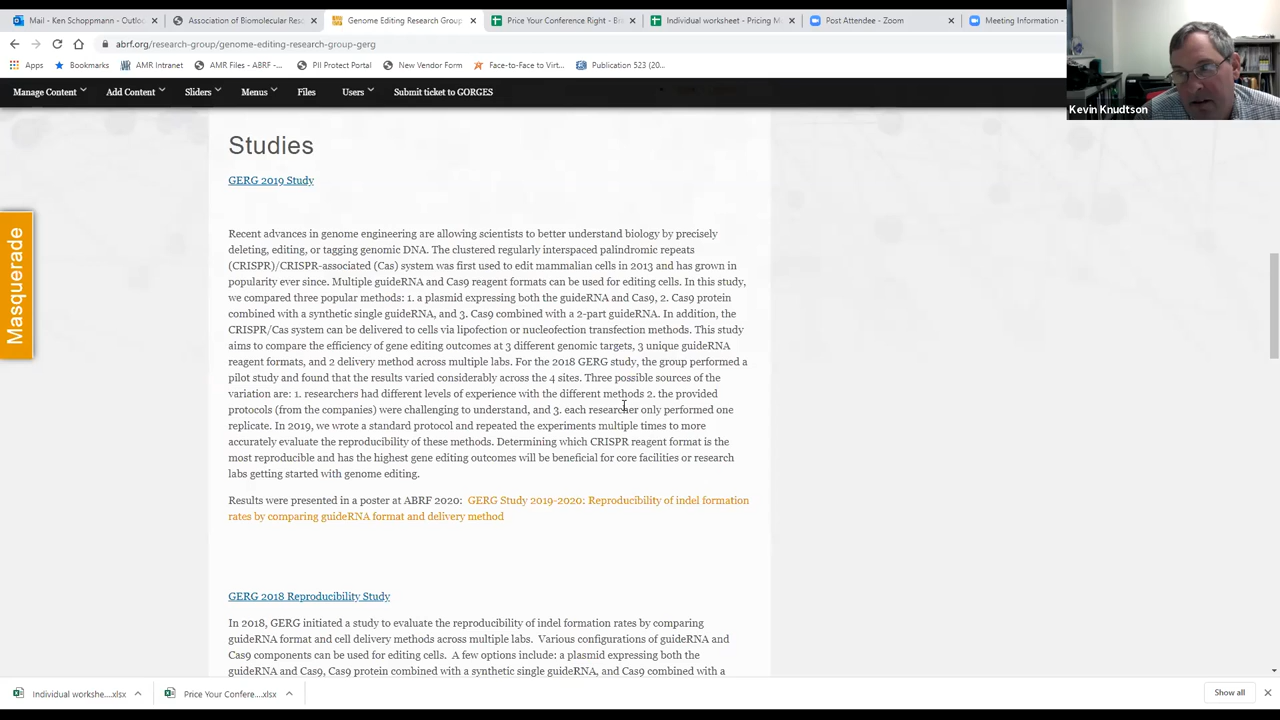 Mail - Ken Schoppmann - Outlo
Association of Biomolecular Res
Genome Editing Research Group
Price Your Conference Right - Bri
Individual worksheet - Pricing M
Post Attendee - Zoom
Meeting Information -
abrf.org/research-group/genome-editing-research-group-gerg
Apps
Bookmarks
AMR Intranet
AMR Files - ABRF -...
PII Protect Portal
New Vendor Form
Face-to-Face to Virt...
Publication 523 (20...
Manage Content
Add Content
Sliders
Menus
Files
Users
Submit ticket to GORGES
Kevin Knudtson
Masquerade
Studies
GERG 2019 Study
Recent advances in genome engineering are allowing scientists to better understand biology by precisely
deleting, editing, or tagging genomic DNA. The clustered regularly interspaced palindromic repeats
(CRISPR)/CRISPR-associated (Cas) system was first used to edit mammalian cells in 2013 and has grown in
popularity ever since. Multiple guideRNA and Cas9 reagent formats can be used for editing cells. In this study,
we compared three popular methods: 1. a plasmid expressing both the guideRNA and Cas9, 2. Cas9 protein
combined with a synthetic single guideRNA, and 3. Cas9 combined with a 2-part guideRNA. In addition, the
CRISPR/Cas system can be delivered to cells via lipofection or nucleofection transfection methods. This study
aims to compare the efficiency of gene editing outcomes at 3 different genomic targets, 3 unique guideRNA
reagent formats, and 2 delivery method across multiple labs. For the 2018 GERG study, the group performed a
pilot study and found that the results varied considerably across the 4 sites. Three possible sources of the
variation are: 1. researchers had different levels of experience with the different methods 2. the provided
protocols (from the companies) were challenging to understand, and 3. each researcher only performed one
replicate. In 2019, we wrote a standard protocol and repeated the experiments multiple times to more
accurately evaluate the reproducibility of these methods. Determining which CRISPR reagent format is the
most reproducible and has the highest gene editing outcomes will be beneficial for core facilities or research
labs getting started with genome editing.
Results were presented in a poster at ABRF 2020: GERG Study 2019-2020: Reproducibility of indel formation
rates by comparing guideRNA format and delivery method
GERG 2018 Reproducibility Study
In 2018, GERG initiated a study to evaluate the reproducibility of indel formation rates by comparing
guideRNA format and cell delivery methods across multiple labs. Various configurations of guideRNA and
Cas9 components can be used for editing cells. A few options include: a plasmid expressing both the
guideRNA and Cas9, Cas9 protein combined with a synthetic single guideRNA, and Cas9 combined with a
Individual workshe....xlsx
Price Your Confere....xlsx
Show all